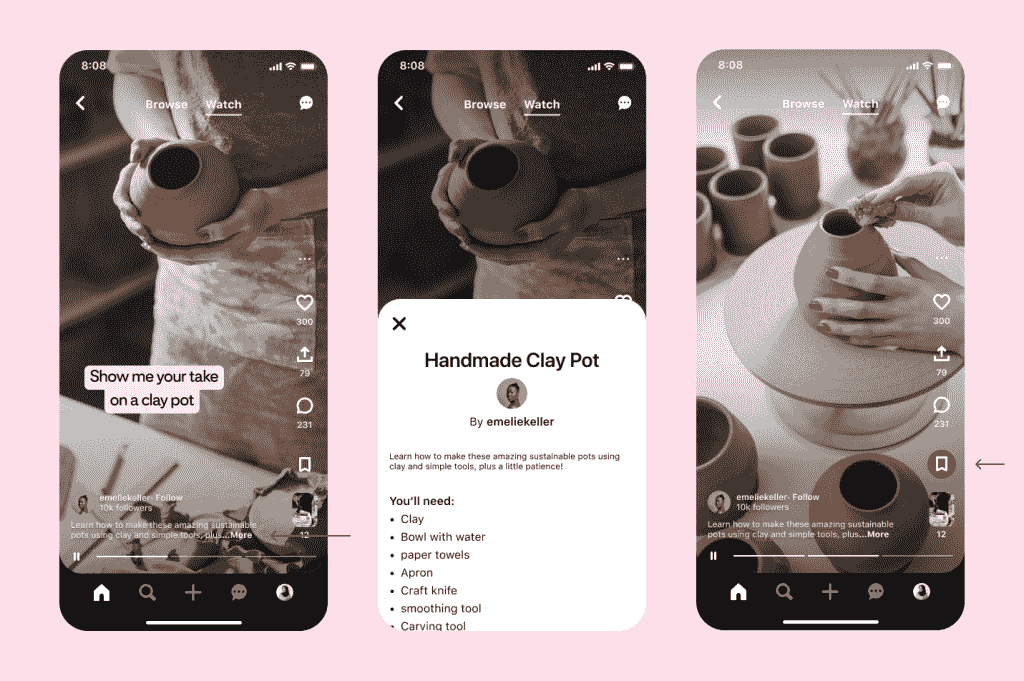 8:08
Browse Watch
Show me your take
on a clay pot
300
79
231
emeliekeller· Follow
10k followers
Learn how to make these amazing sustainable
pots using clay and simple tools, plus...More
12
8:08
Browse Watch
Handmade Clay Pot
By emeliekeller
Learn how to make these amazing sustainable pots using
clay and simple tools, plus a little patience!
You'll need:
• Clay
• Bowl with water
• paper towels
• Apron
• Craft knife
• smoothing tool
• Carving tool
8:08
Browse Watch
300
79
231
emeliekeller· Follow
10k followers
Learn how to make these amazing sustainable
pots using clay and simple tools, plus...More
12